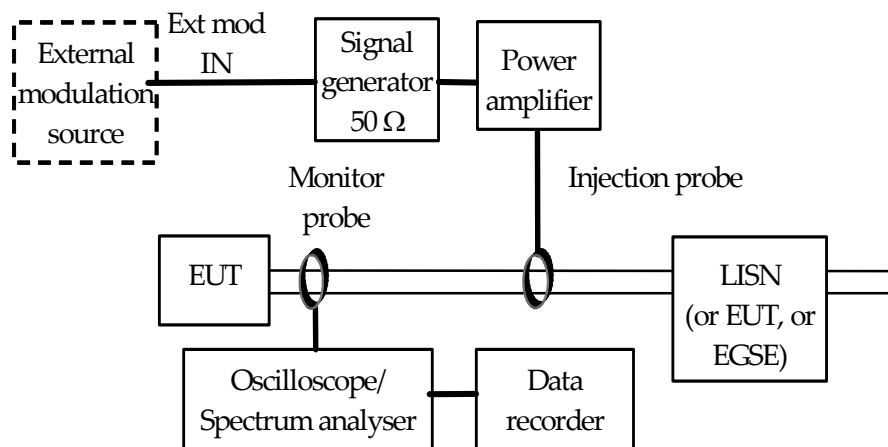 External
modulation
source
Ext mod
IN
Signal
generator
50 Ω
Power
amplifier
Monitor
probe
Injection probe
EUT
LISN
(or EUT, or
EGSE)
Oscilloscope/
Spectrum analyser
Data
recorder